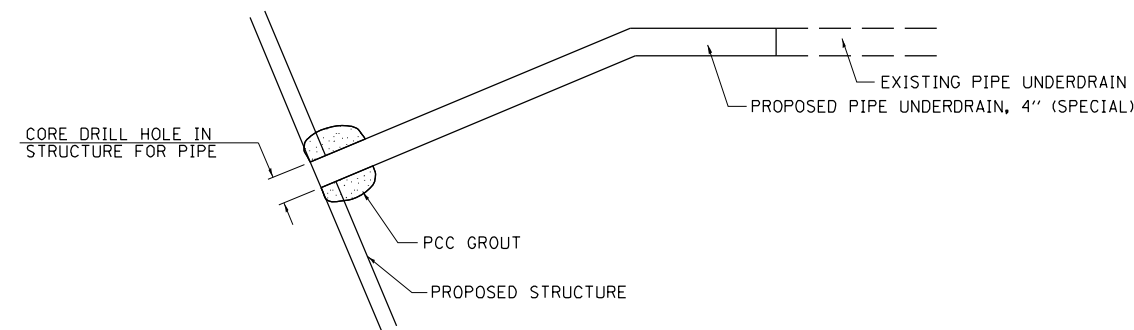 EXISTING PIPE UNDERDRAIN
PROPOSED PIPE UNDERDRAIN, 4'' (SPECIAL)
CORE DRILL HOLE IN
STRUCTURE FOR PIPE
PCC GROUT
PROPOSED STRUCTURE